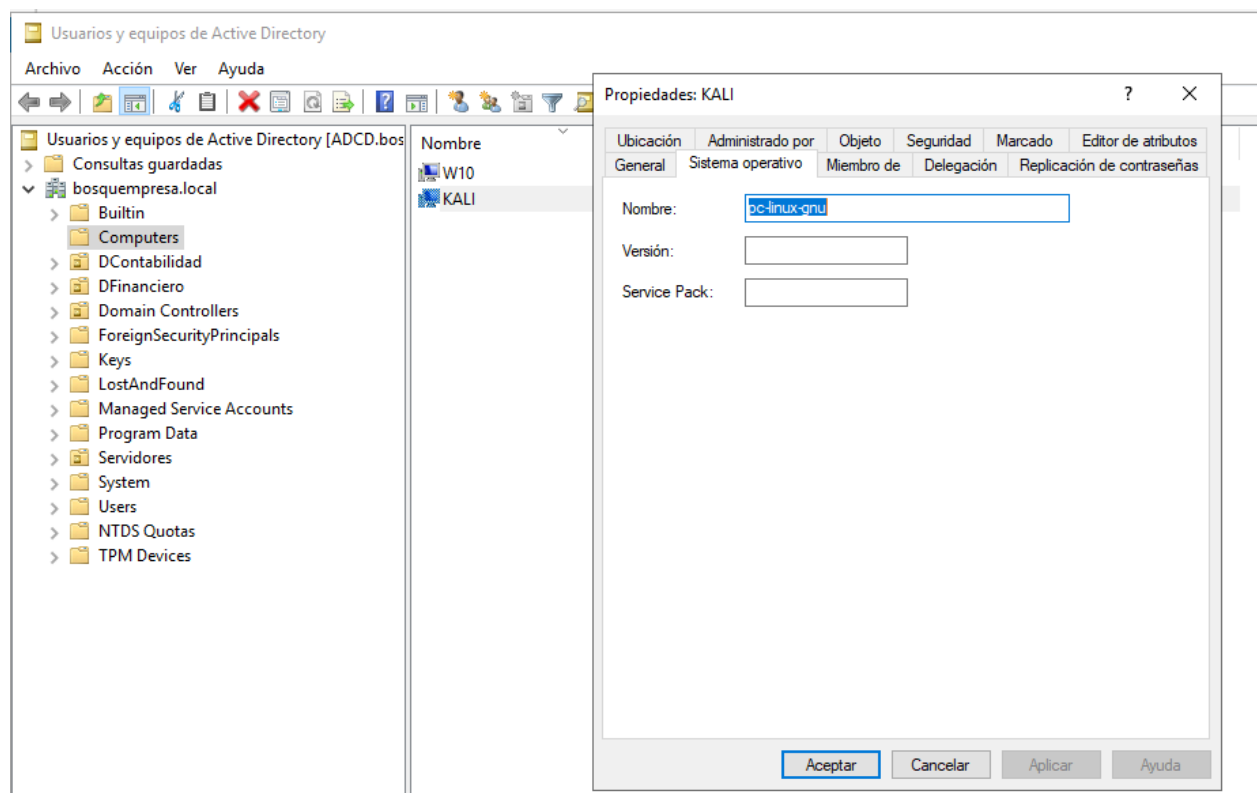 Usuarios y equipos de Active Directory
Archivo Acción Ver Ayuda
Usuarios y equipos de Active Directory [ADCD.bos
Consultas guardadas
bosquempresa.local
Builtin
Computers
DContabilidad
DFinanciero
Domain Controllers
ForeignSecurityPrincipals
Keys
LostAndFound
Managed Service Accounts
Program Data
Servidores
System
Users
NTDS Quotas
TPM Devices
Nombre
W10
KALI
Propiedades: KALI
?
Ubicación Administrado por Objeto Seguridad Marcado Editor de atributos
General Sistema operativo Miembro de Delegación Replicación de contraseñas
Nombre: pc-linux-gnu
Versión:
Service Pack:
Aceptar Cancelar Aplicar Ayuda